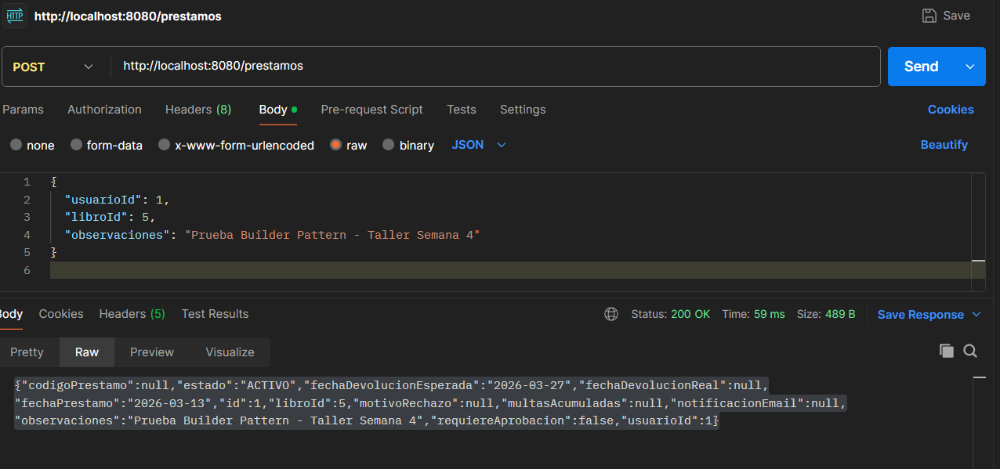 HTTP http://localhost:8080/prestamos Save
POST http://localhost:8080/prestamos Send
Params Authorization Headers (8) Body Pre-request Script Tests Settings Cookies
none form-data x-www-form-urlencoded raw binary JSON Beautify
1 {
2 "usuarioId": 1,
3 "libroId": 5,
4 "observaciones": "Prueba Builder Pattern - Taller Semana 4"
5 }
6
Body Cookies Headers (5) Test Results Status: 200 OK Time: 59 ms Size: 489 B Save Response
Pretty Raw Preview Visualize
{"codigoPrestamo":null,"estado":"ACTIVO","fechaDevolucionEsperada":"2026-03-27","fechaDevolucionReal":null,
"fechaPrestamo":"2026-03-13","id":1,"libroId":5,"motivoRechazo":null,"multasAcumuladas":null,"notificacionEmail":null,
"observaciones":"Prueba Builder Pattern - Taller Semana 4","requiereAprobacion":false,"usuarioId":1}